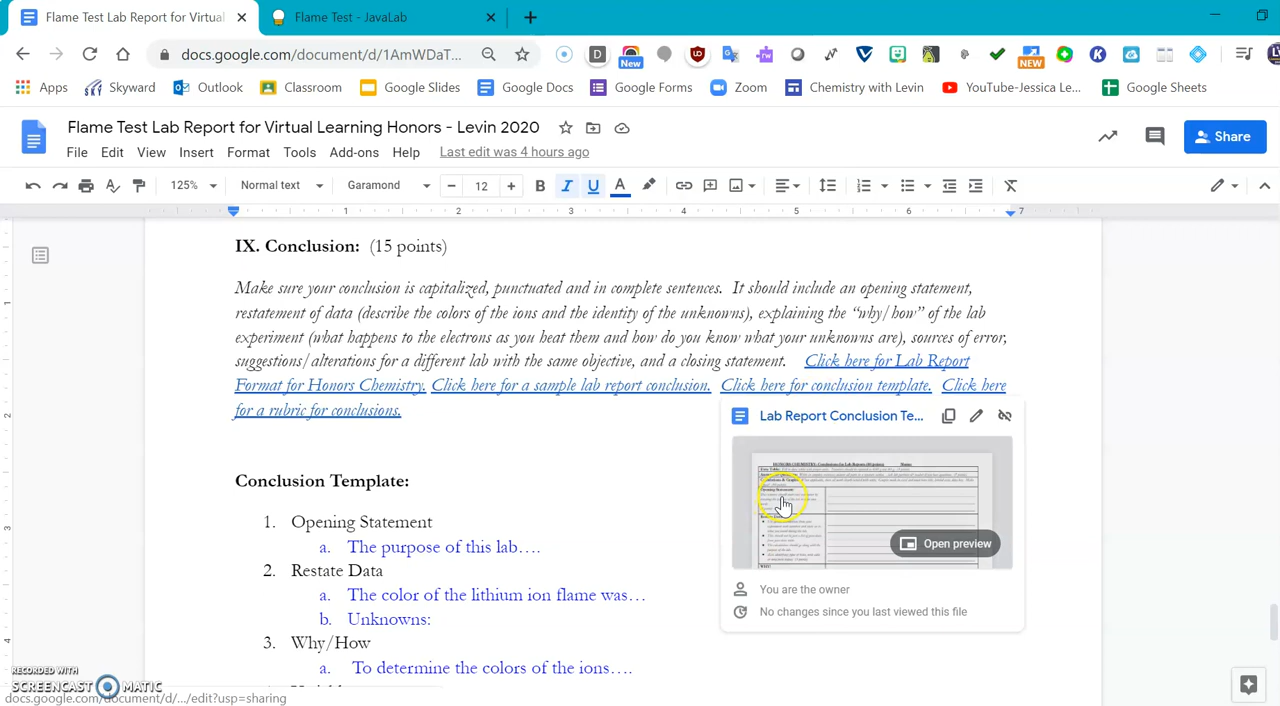 Flame Test Lab Report for Virtual
Flame Test - JavaLab
docs.google.com/document/d/1AmWDaT...
New
NEW
Apps
Skyward
Outlook
Classroom
Google Slides
Google Docs
Google Forms
Zoom
Chemistry with Levin
YouTube-Jessica Le...
Google Sheets
Flame Test Lab Report for Virtual Learning Honors - Levin 2020
Share
File Edit View Insert Format Tools Add-ons Help Last edit was 4 hours ago
125% Normal text Garamond 12 B I U A
1 2 3 4 5 6 7
IX. Conclusion: (15 points)
Make sure your conclusion is capitalized, punctuated and in complete sentences. It should include an opening statement,
restatement of data (describe the colors of the ions and the identity of the unknowns), explaining the “why/how” of the lab
experiment (what happens to the electrons as you heat them and how do you know what your unknowns are), sources of error,
suggestions/alterations for a different lab with the same objective, and a closing statement. Click here for Lab Report
Format for Honors Chemistry. Click here for a sample lab report conclusion. Click here for conclusion template. Click here
for a rubric for conclusions.
Lab Report Conclusion Te...
Open preview
You are the owner
No changes since you last viewed this file
Conclusion Template:
1. Opening Statement
a. The purpose of this lab….
2. Restate Data
a. The color of the lithium ion flame was…
b. Unknowns:
3. Why/How
a. To determine the colors of the ions….
RECORDED WITH
SCREENCAST MATIC
docs.google.com/document/d/.../edit?usp=sharing